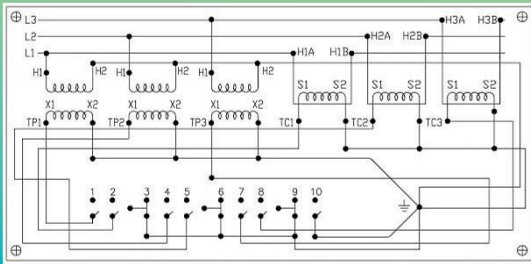 L3 H3A H3B
L2 H2A H2B
L1 H1A H1B
H1 H2 H1 H2 H1 H2
S1 S2 S1 S2 S1 S2
X1 X2 X1 X2 X1 X2
TP1 TP2 TP3 TC1 TC2 TC3
1 2 3 4 5 6 7 8 9 10